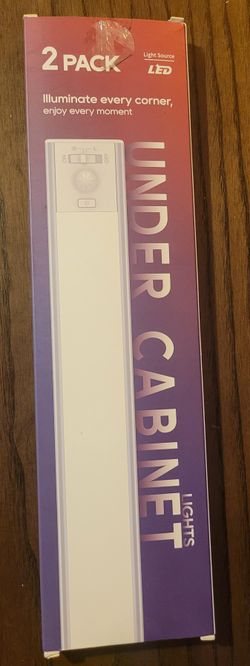 2 PACK
Light Source
LED
Illuminate every corner,
enjoy every moment
UNDER CABINET
LIGHTS